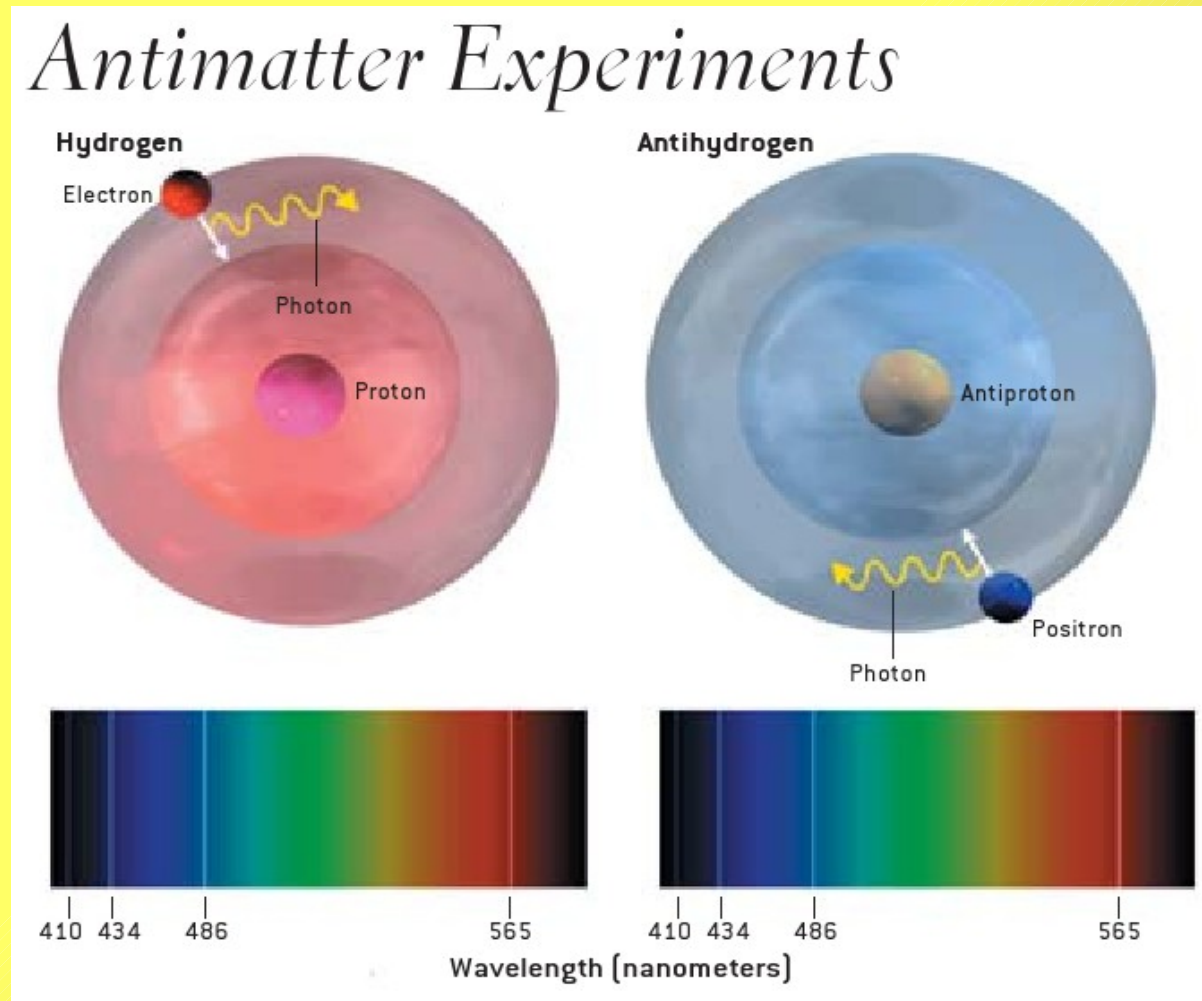 Antimatter Experiments
Hydrogen
Antihydrogen
Electron
Photon
Proton
Antiproton
Positron
Photon
410 434 486 565
410 434 486 565
Wavelength (nanometers)